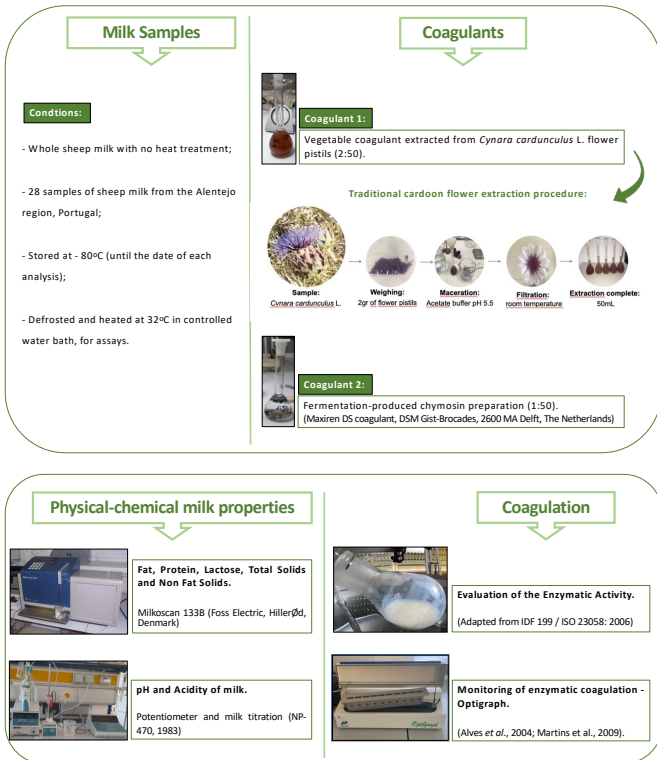 Milk Samples
Condtions:
- Whole sheep milk with no heat treatment;
- 28 samples of sheep milk from the Alentejo
region, Portugal;
- Stored at - 80ºC (until the date of each
analysis);
- Defrosted and heated at 32ºC in controlled
water bath, for assays.
Coagulants
Coagulant 1:
Vegetable coagulant extracted from Cynara cardunculus L. flower
pistils (2:50).
Traditional cardoon flower extraction procedure:
Sample:
Cynara cardunculus L.
Weighing:
2gr of flower pistils
Maceration:
Acetate buffer pH 5.5
Filtration:
room temperature
Extraction complete:
50mL
Coagulant 2:
Fermentation-produced chymosin preparation (1:50).
(Maxiren DS coagulant, DSM Gist-Brocades, 2600 MA Delft, The Netherlands)
Physical-chemical milk properties
Fat, Protein, Lactose, Total Solids
and Non Fat Solids.
Milkoscan 133B (Foss Electric, HillerØd,
Denmark)
pH and Acidity of milk.
Potentiometer and milk titration (NP-
470, 1983)
Coagulation
Evaluation of the Enzymatic Activity.
(Adapted from IDF 199 / ISO 23058: 2006)
Optigraph
Monitoring of enzymatic coagulation -
Optigraph.
(Alves et al., 2004; Martins et al., 2009).